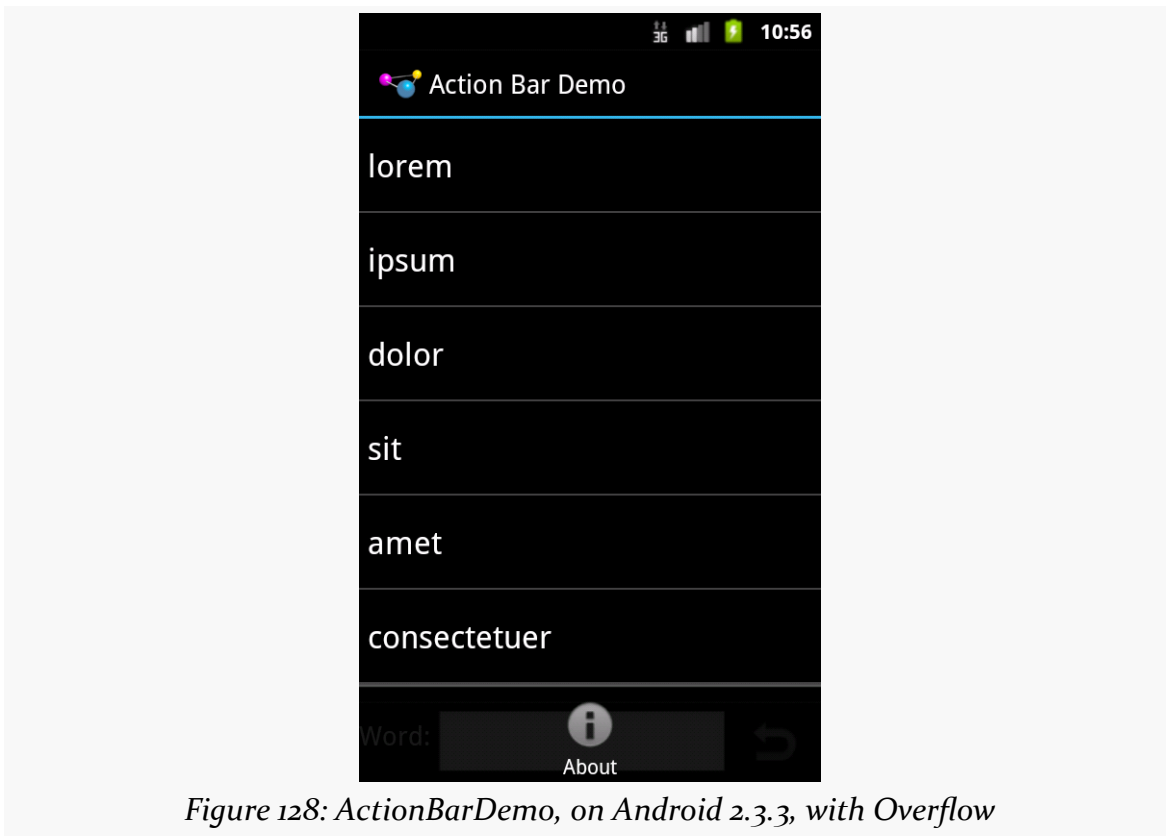 3G 10:56
Action Bar Demo
lorem
ipsum
dolor
sit
amet
consectetuer
Word:
About
Figure 128: ActionBarDemo, on Android 2.3.3, with Overflow